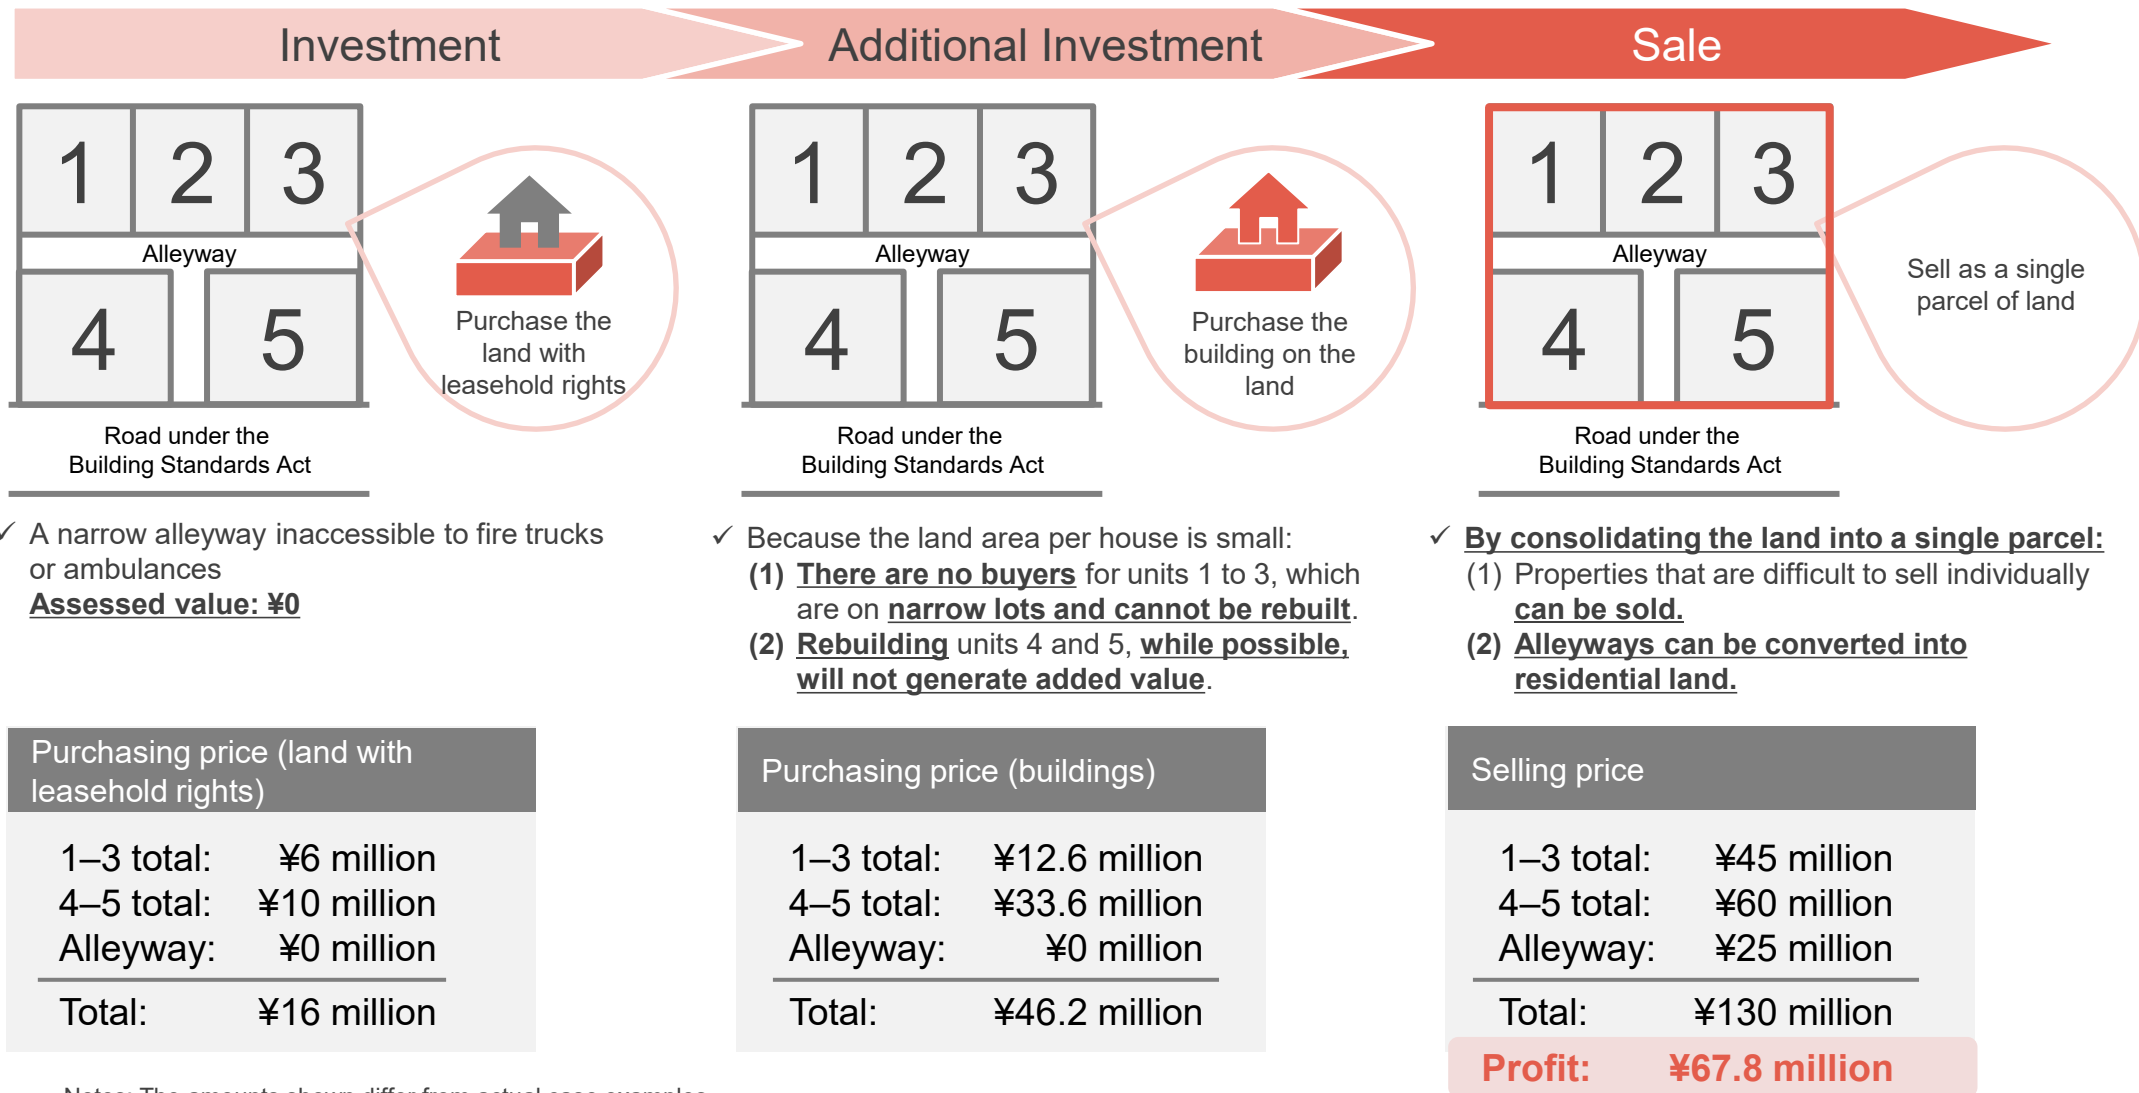 Investment
Additional Investment
Sale
1 2 3
Alleyway
4 5
Road under the
Building Standards Act
Purchase the
land with
leasehold rights
1 2 3
Alleyway
4 5
Road under the
Building Standards Act
Purchase the
building on the
land
1 2 3
Alleyway
4 5
Road under the
Building Standards Act
Sell as a single
parcel of land
✓ A narrow alleyway inaccessible to fire trucks
or ambulances
Assessed value: ¥0
✓ Because the land area per house is small:
(1) There are no buyers for units 1 to 3, which
are on narrow lots and cannot be rebuilt.
(2) Rebuilding units 4 and 5, while possible,
will not generate added value.
✓ By consolidating the land into a single parcel:
(1) Properties that are difficult to sell individually
can be sold.
(2) Alleyways can be converted into
residential land.
Purchasing price (land with
leasehold rights)
1–3 total: ¥6 million
4–5 total: ¥10 million
Alleyway: ¥0 million
Total: ¥16 million
Purchasing price (buildings)
1–3 total: ¥12.6 million
4–5 total: ¥33.6 million
Alleyway: ¥0 million
Total: ¥46.2 million
Selling price
1–3 total: ¥45 million
4–5 total: ¥60 million
Alleyway: ¥25 million
Total: ¥130 million
Profit: ¥67.8 million
Notes: The amounts shown differ from actual case examples